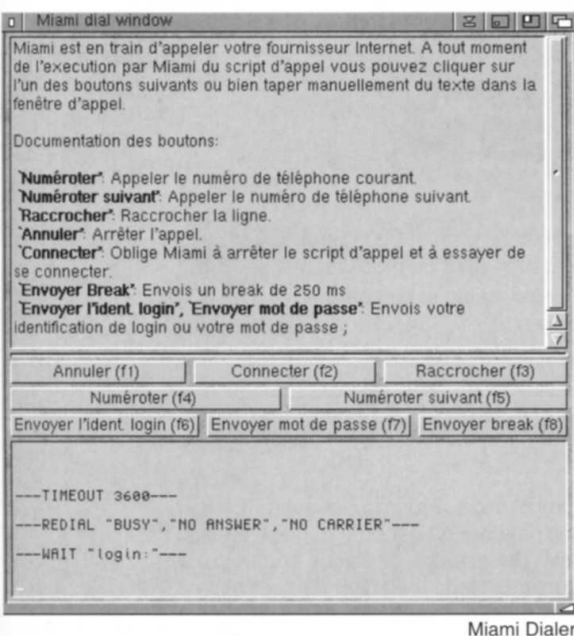 Miami dial window
Miami est en train d'appeler votre fournisseur Internet. A tout moment
de l'execution par Miami du script d'appel vous pouvez cliquer sur
l'un des boutons suivants ou bien taper manuellement du texte dans la
fenêtre d'appel.
Documentation des boutons:
`Numéroter": Appeler le numéro de téléphone courant.
`Numéroter suivant": Appeler le numéro de téléphone suivant.
`Raccrocher": Raccrocher la ligne.
`Annuler": Arrêter l'appel.
`Connecter": Oblige Miami à arrêter le script d'appel et à essayer de
se connecter.
`Envoyer Break": Envois un break de 250 ms
`Envoyer l'ident. login", `Envoyer mot de passe": Envois votre
identification de login ou votre mot de passe ;
Annuler (f1) Connecter (f2) Raccrocher (f3)
Numéroter (f4) Numéroter suivant (f5)
Envoyer l'ident. login (f6) Envoyer mot de passe (f7) Envoyer break (f8)
---TIMEOUT 3600---
---REDIAL "BUSY","NO ANSWER","NO CARRIER"---
---WAIT "login:"---
Miami Dialer